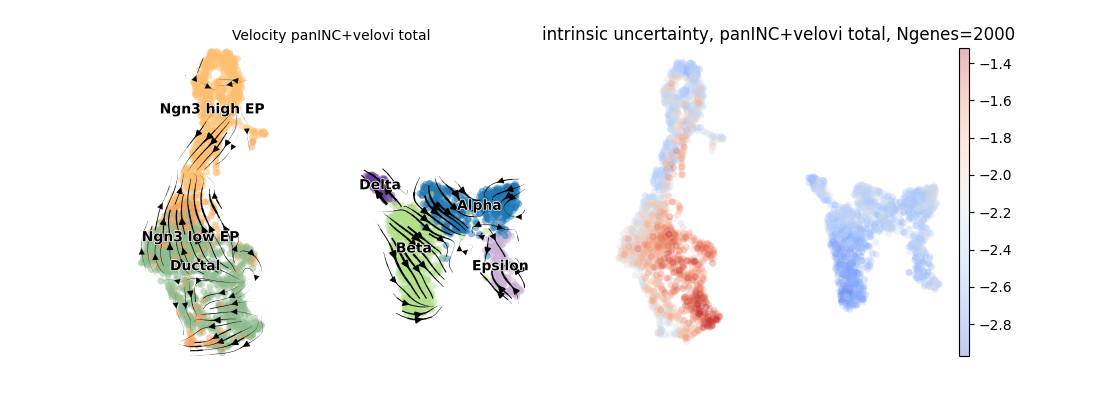 Velocity panINC+velovi total
Ngn3 high EP
Delta
Alpha
Ngn3 low EP
Beta
Ductal
Epsilon
intrinsic uncertainty, panINC+velovi total, Ngenes=2000
−1.4
−1.6
−1.8
−2.0
−2.2
−2.4
−2.6
−2.8